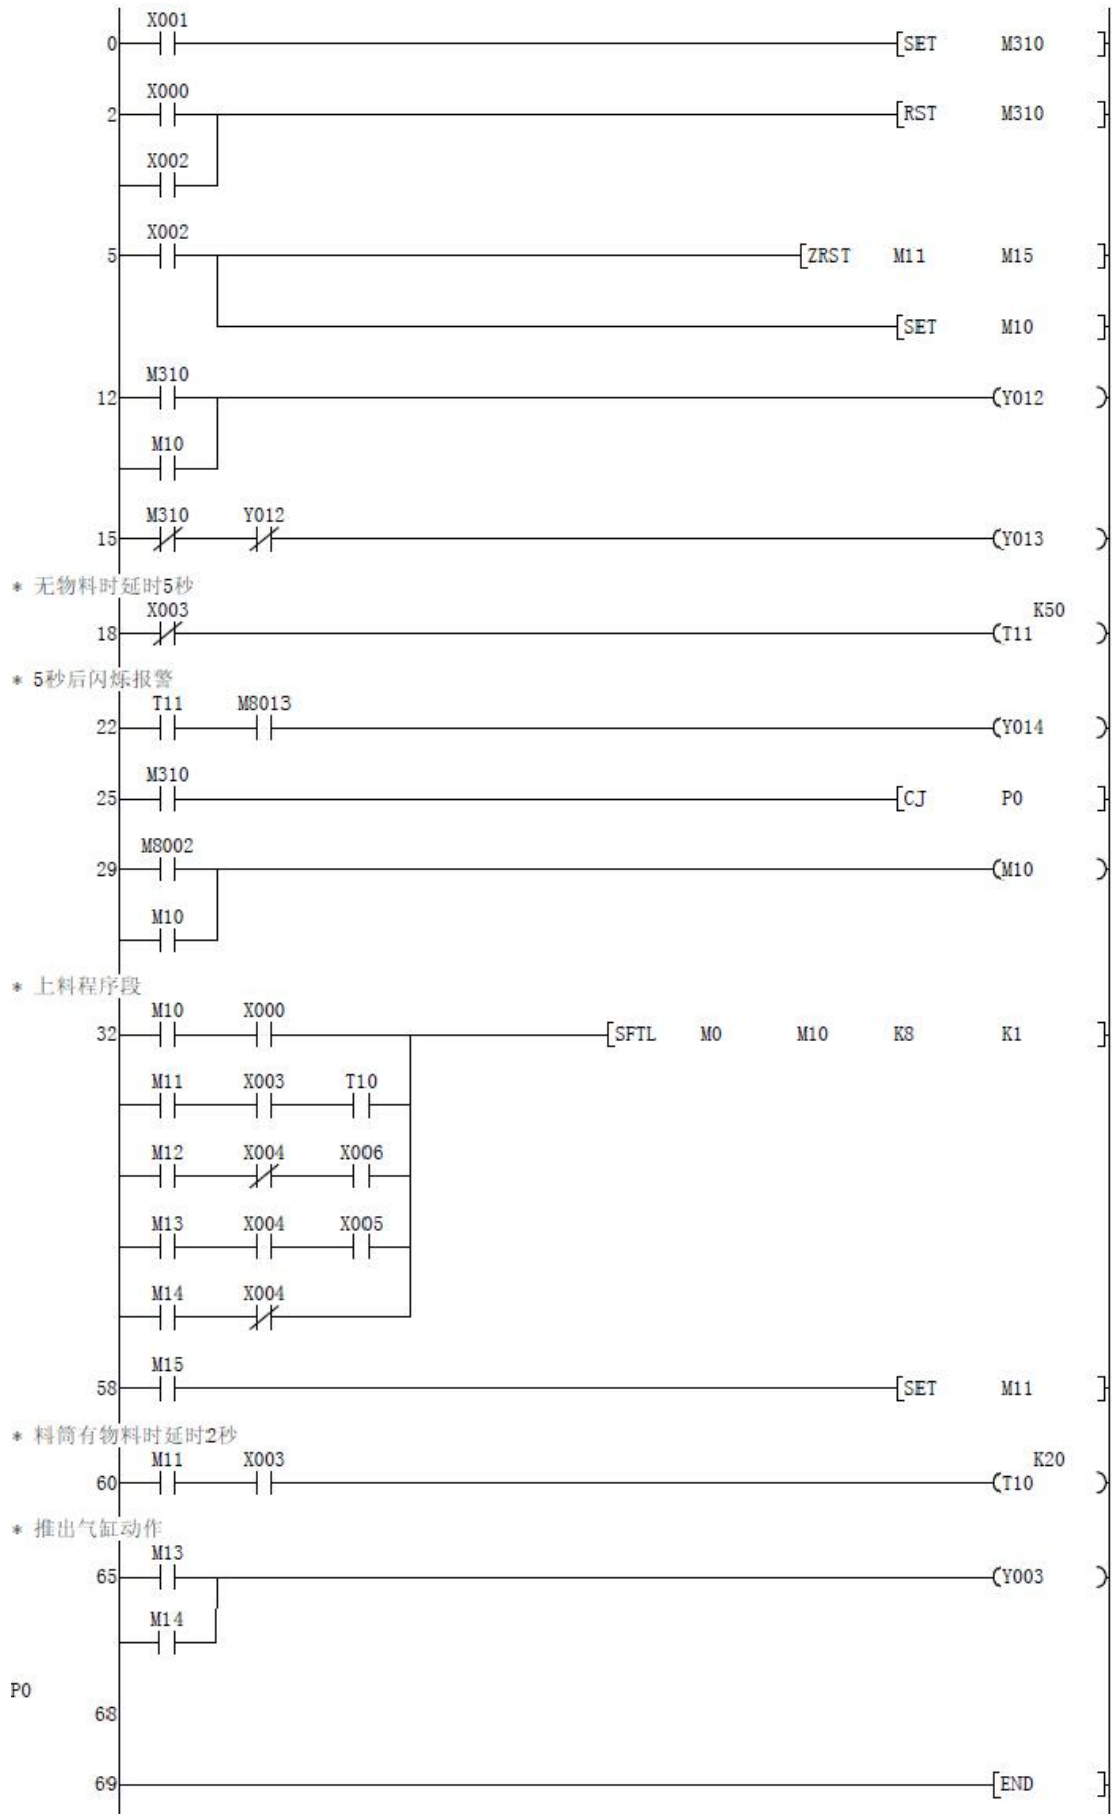 X001
0 [SET M310 ]
X000
2 [RST M310 ]
X002
X002
5 [ZRST M11 M15 ]
[SET M10 ]
M310
12 (Y012 )
M10
M310 Y012
15 (Y013 )
* 无物料时延时5秒
X003 K50
18 (T11 )
* 5秒后闪烁报警
T11 M8013
22 (Y014 )
M310
25 [CJ P0 ]
M8002
29 (M10 )
M10
* 上料程序段
M10 X000
32 [SFTL M0 M10 K8 K1 ]
M11 X003 T10
M12 X004 X006
M13 X004 X005
M14 X004
M15
58 [SET M11 ]
* 料筒有物料时延时2秒
M11 X003 K20
60 (T10 )
* 推出气缸动作
M13
65 (Y003 )
M14
P0
68
69 [END ]